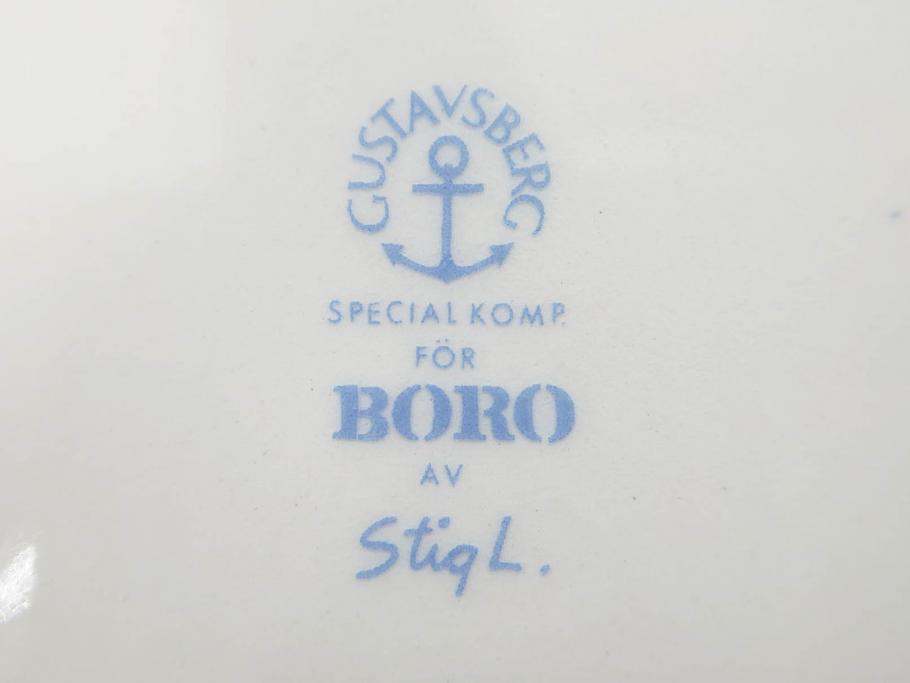 GUSTAVSBERG
SPECIAL KOMP.
FÖR
BORO
AV
Stig L.